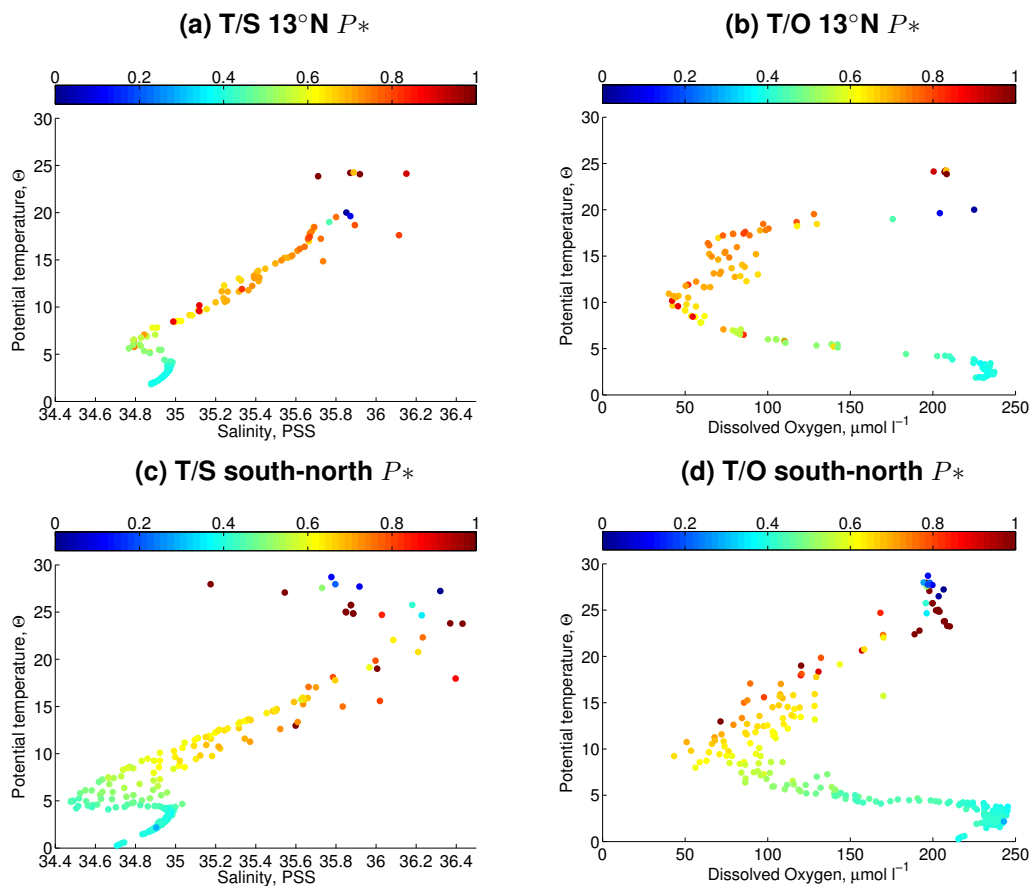 (a) T/S 13°N P*
0 0.2 0.4 0.6 0.8 1
30
25
20
15
10
5
0
Potential temperature, Θ
34.4 34.6 34.8 35 35.2 35.4 35.6 35.8 36 36.2 36.4
Salinity, PSS
(b) T/O 13°N P*
0 0.2 0.4 0.6 0.8 1
30
25
20
15
10
5
0
Potential temperature, Θ
0 50 100 150 200 250
Dissolved Oxygen, μmol l⁻¹
(c) T/S south-north P*
0 0.2 0.4 0.6 0.8 1
30
25
20
15
10
5
0
Potential temperature, Θ
34.4 34.6 34.8 35 35.2 35.4 35.6 35.8 36 36.2 36.4
Salinity, PSS
(d) T/O south-north P*
0 0.2 0.4 0.6 0.8 1
30
25
20
15
10
5
0
Potential temperature, Θ
0 50 100 150 200 250
Dissolved Oxygen, μmol l⁻¹